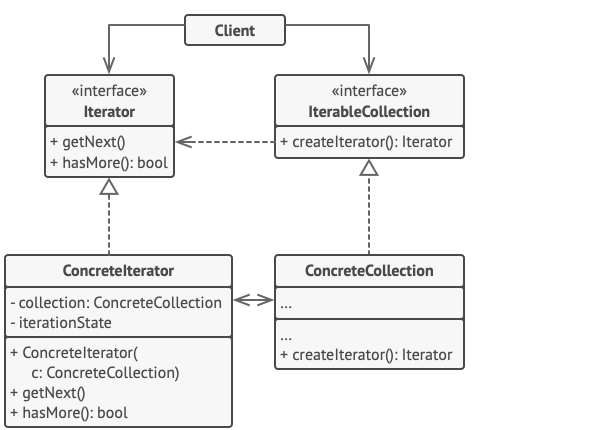 Client
«interface»
Iterator
+ getNext()
+ hasMore(): bool
«interface»
IterableCollection
+ createIterator(): Iterator
ConcreteIterator
- collection: ConcreteCollection
- iterationState
+ ConcreteIterator(
c: ConcreteCollection)
+ getNext()
+ hasMore(): bool
ConcreteCollection
...
...
+ createIterator(): Iterator